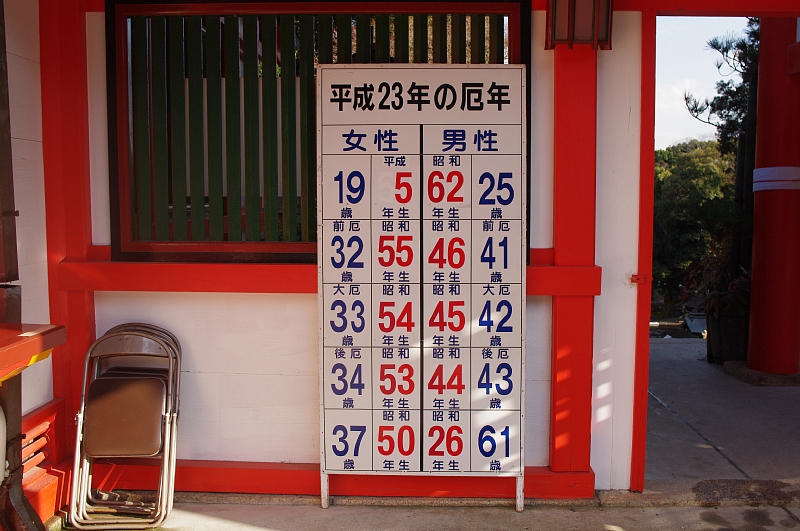 平成23年の厄年
女性 男性
平成 昭和
19 5 62 25
歳 年生 年生 歳
前厄 昭和 昭和 前厄
32 55 46 41
歳 年生 年生 歳
大厄 昭和 昭和 大厄
33 54 45 42
歳 年生 年生 歳
後厄 昭和 昭和 後厄
34 53 44 43
歳 年生 年生 歳
昭和 昭和
37 50 26 61
歳 年生 年生 歳